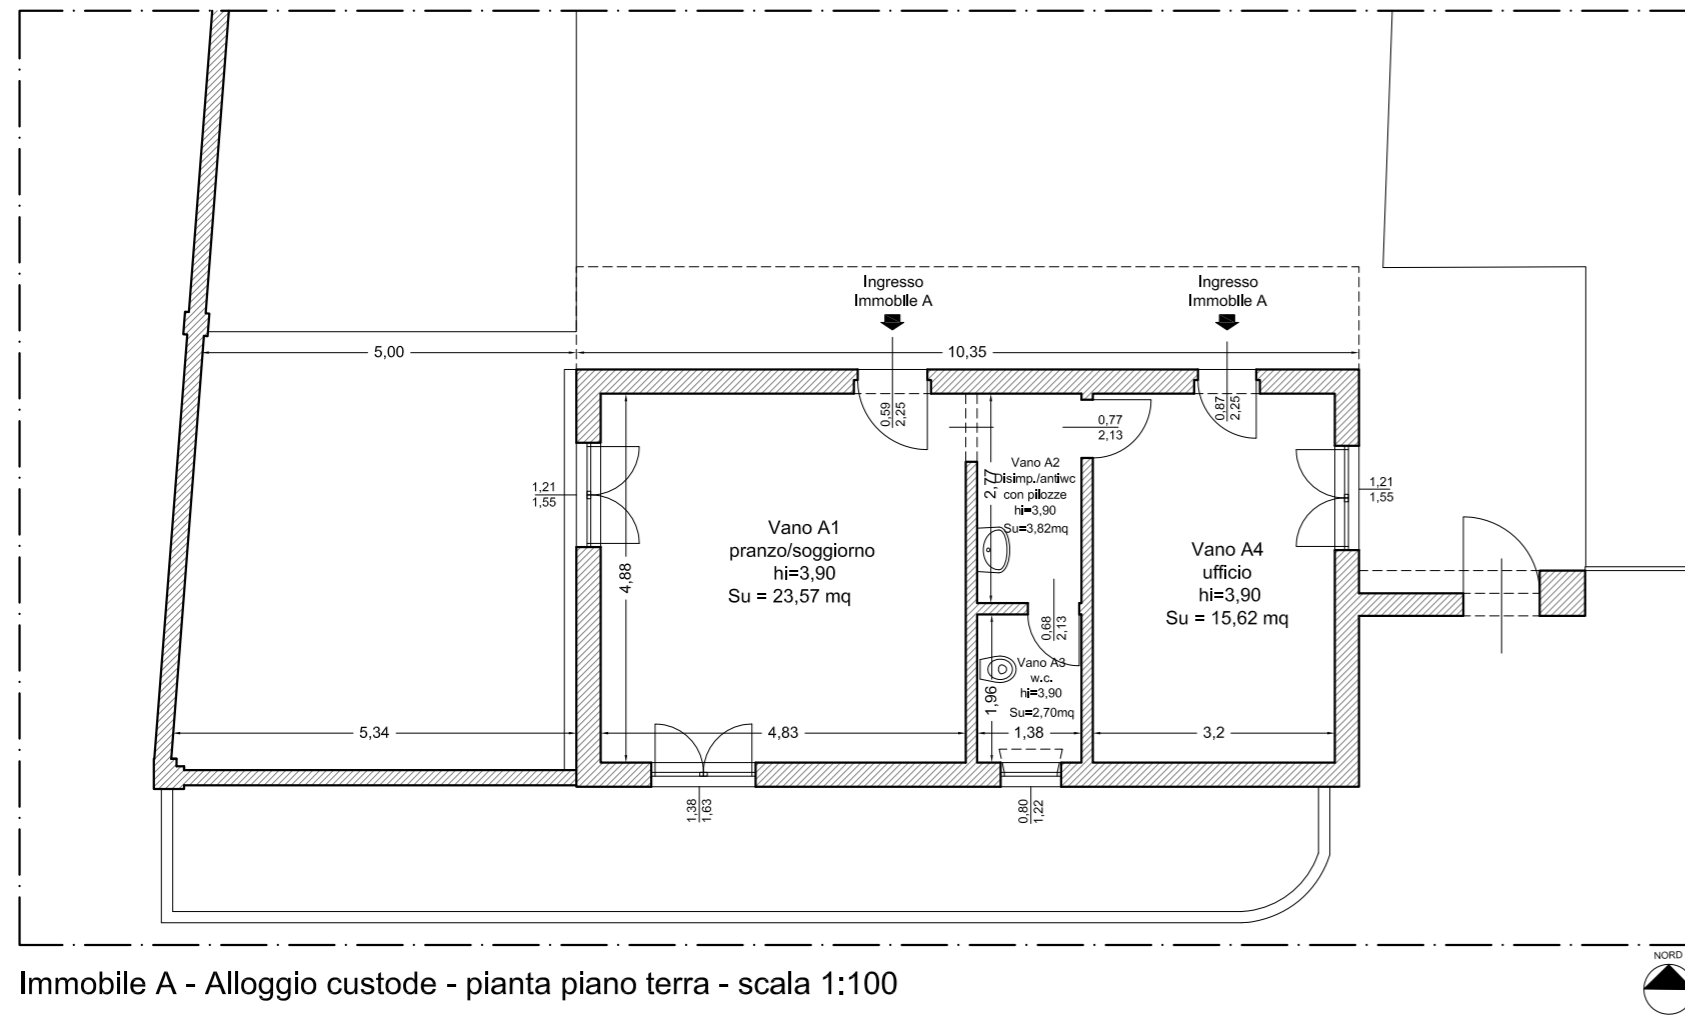 Ingresso
Immobile A
Ingresso
Immobile A
5,00
10,35
0,59
2,25
0,87
2,25
0,77
2,13
1,21
1,55
1,21
1,55
Vano A1
pranzo/soggiorno
hi=3,90
Su = 23,57 mq
4,88
2,77
Vano A2
Disimp./antiwc
con pilozze
hi=3,90
Su=3,82mq
Vano A4
ufficio
hi=3,90
Su = 15,62 mq
0,68
2,13
Vano A3
w.c.
hi=3,90
Su=2,70mq
1,96
5,34
4,83
1,38
3,2
1,38
1,63
0,80
1,22
NORD
Immobile A - Alloggio custode - pianta piano terra - scala 1:100